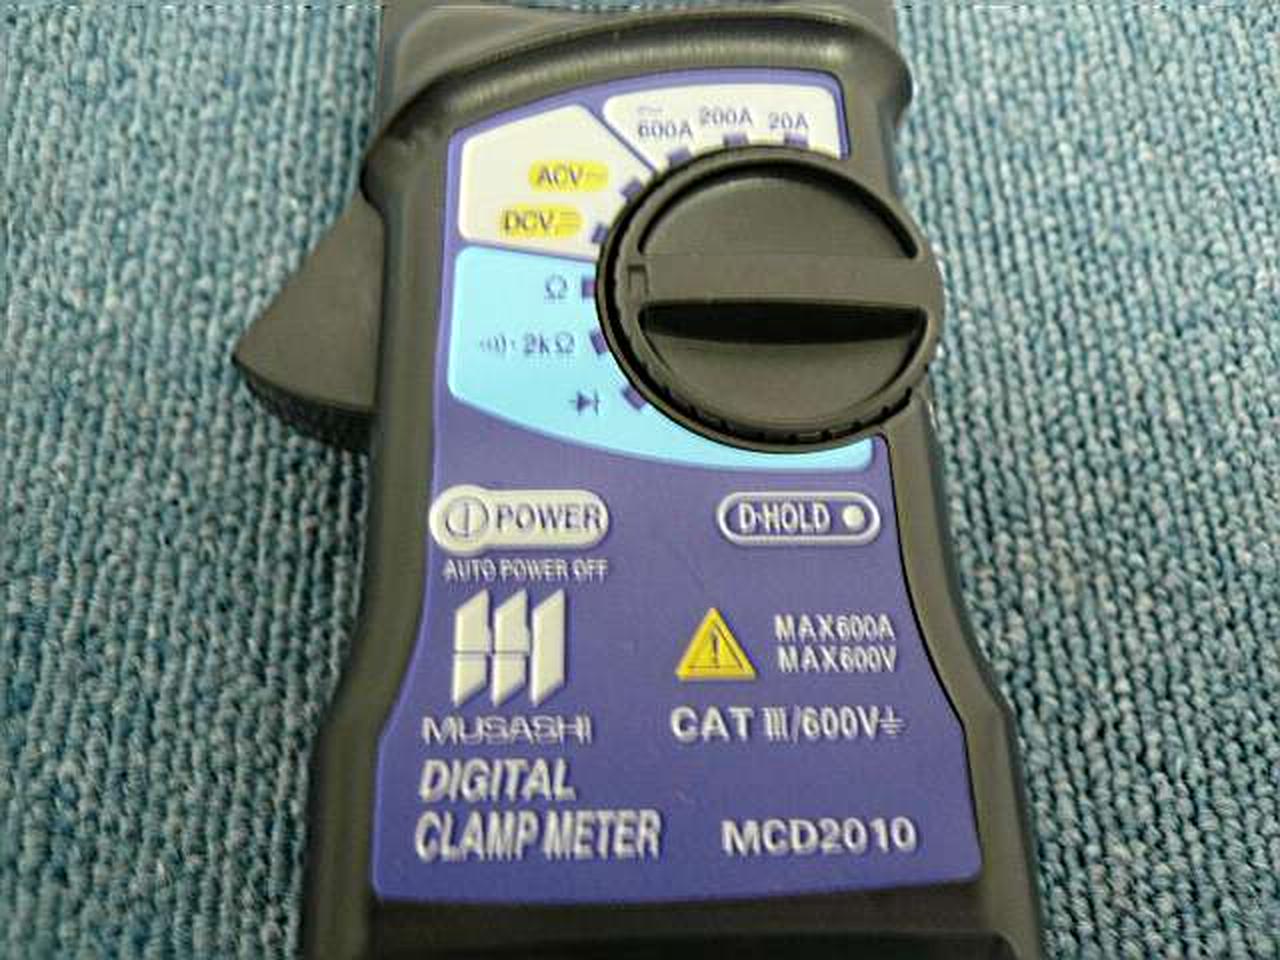 600A 200A 20A
ACV~
DCV⎓
Ω
2kΩ
POWER
D-HOLD
AUTO POWER OFF
MAX600A
MAX600V
MUSASHI
CAT III/600V⏚
DIGITAL
CLAMP METER
MCD2010